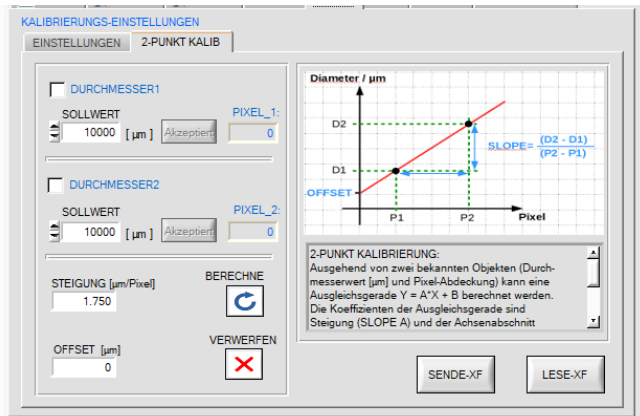 KALIBRIERUNGS-EINSTELLUNGEN
EINSTELLUNGEN
2-PUNKT KALIB
DURCHMESSER1
SOLLWERT
PIXEL_1:
10000 [ µm ] Akzeptiert 0
DURCHMESSER2
SOLLWERT
PIXEL_2:
10000 [ µm ] Akzeptiert 0
STEIGUNG [µm/Pixel]
1.750
BERECHNE
OFFSET [µm]
0
VERWERFEN
Diameter / µm
D2
D1
OFFSET
SLOPE= (D2 - D1)
(P2 - P1)
P1
P2
Pixel
2-PUNKT KALIBRIERUNG:
Ausgehend von zwei bekannten Objekten (Durch-
messerwert [µm] und Pixel-Abdeckung) kann eine
Ausgleichsgerade Y = A*X + B berechnet werden.
Die Koeffizienten der Ausgleichsgerade sind
Steigung (SLOPE A) und der Achsenabschnitt
SENDE-XF
LESE-XF